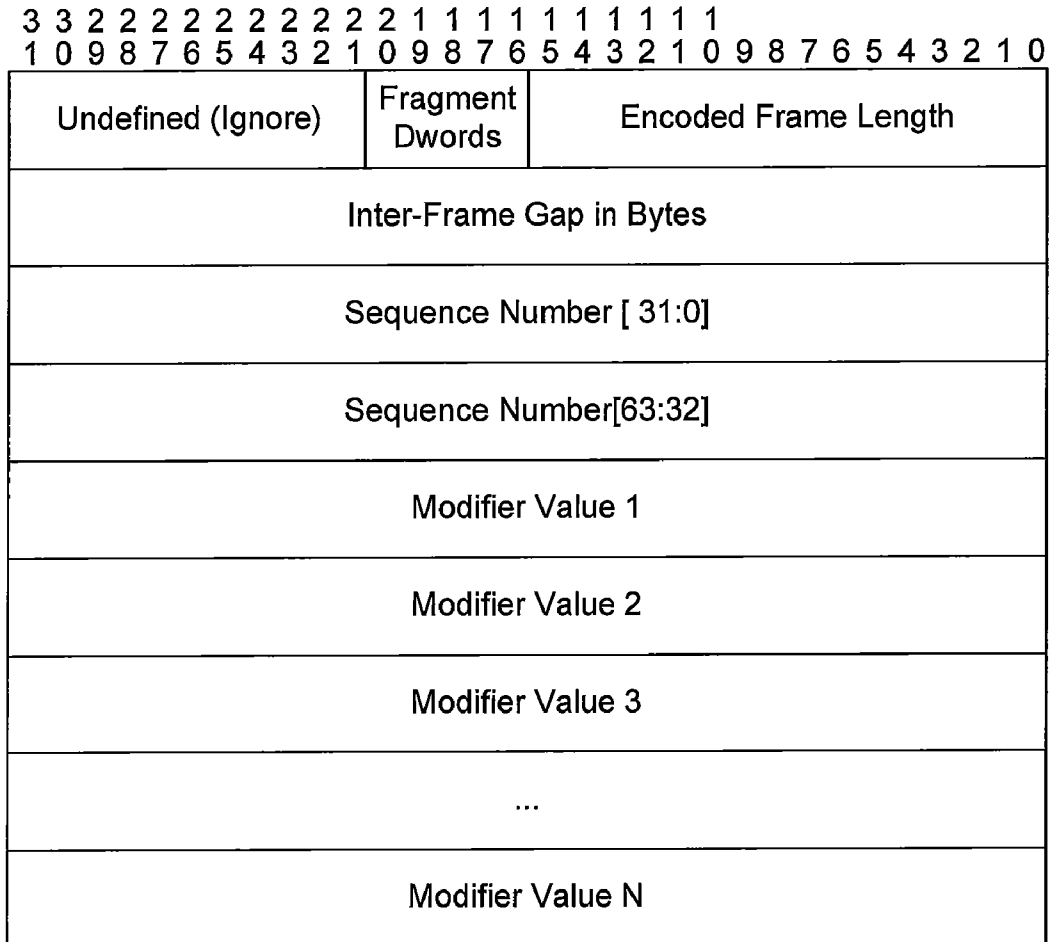 3 3 2 2 2 2 2 2 2 2 2 2 1 1 1 1 1 1 1 1 1 1
1 0 9 8 7 6 5 4 3 2 1 0 9 8 7 6 5 4 3 2 1 0 9 8 7 6 5 4 3 2 1 0
Undefined (Ignore)
Fragment
Dwords
Encoded Frame Length
Inter-Frame Gap in Bytes
Sequence Number [ 31:0]
Sequence Number[63:32]
Modifier Value 1
Modifier Value 2
Modifier Value 3
...
Modifier Value N